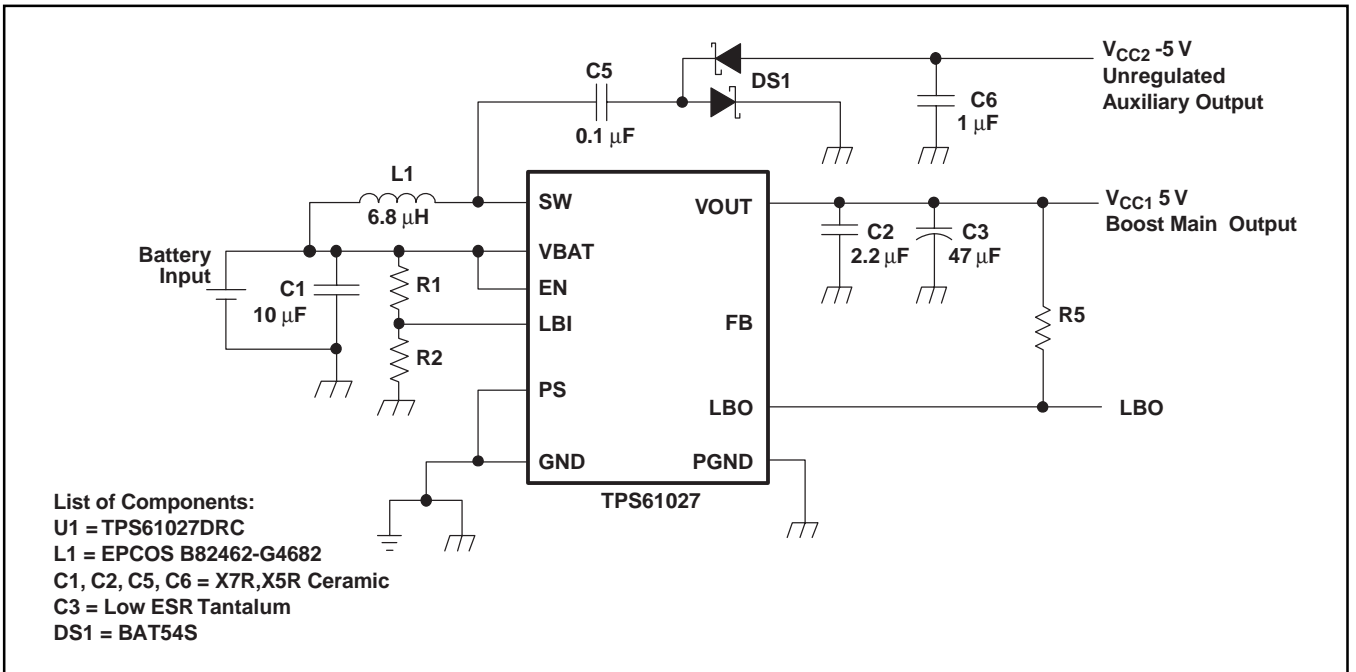 V_CC2 -5 V
Unregulated
Auxiliary Output
C5
0.1 μF
DS1
C6
1 μF
L1
6.8 μH
SW
VOUT
V_CC1 5 V
Boost Main Output
Battery
Input
C1
10 μF
VBAT
EN
R1
LBI
R2
C2
2.2 μF
C3
47 μF
FB
R5
PS
LBO
LBO
GND
PGND
TPS61027
List of Components:
U1 = TPS61027DRC
L1 = EPCOS B82462-G4682
C1, C2, C5, C6 = X7R,X5R Ceramic
C3 = Low ESR Tantalum
DS1 = BAT54S